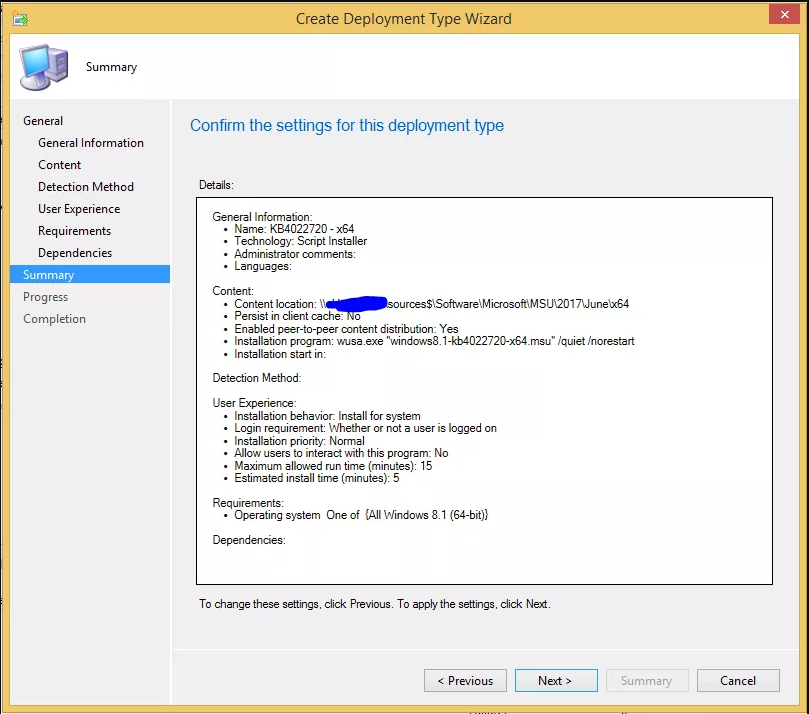 Create Deployment Type Wizard
Summary
General
General Information
Content
Detection Method
User Experience
Requirements
Dependencies
Summary
Progress
Completion
Confirm the settings for this deployment type
Details:
General Information:
• Name: KB4022720 - x64
• Technology: Script Installer
• Administrator comments:
• Languages:
Content:
• Content location: \\ sources$\Software\Microsoft\MSU\2017\June\x64
• Persist in client cache: No
• Enabled peer-to-peer content distribution: Yes
• Installation program: wusa.exe "windows8.1-kb4022720-x64.msu" /quiet /norestart
• Installation start in:
Detection Method:
User Experience:
• Installation behavior: Install for system
• Login requirement: Whether or not a user is logged on
• Installation priority: Normal
• Allow users to interact with this program: No
• Maximum allowed run time (minutes): 15
• Estimated install time (minutes): 5
Requirements:
• Operating system One of {All Windows 8.1 (64-bit)}
Dependencies:
To change these settings, click Previous. To apply the settings, click Next.
< Previous
Next >
Summary
Cancel